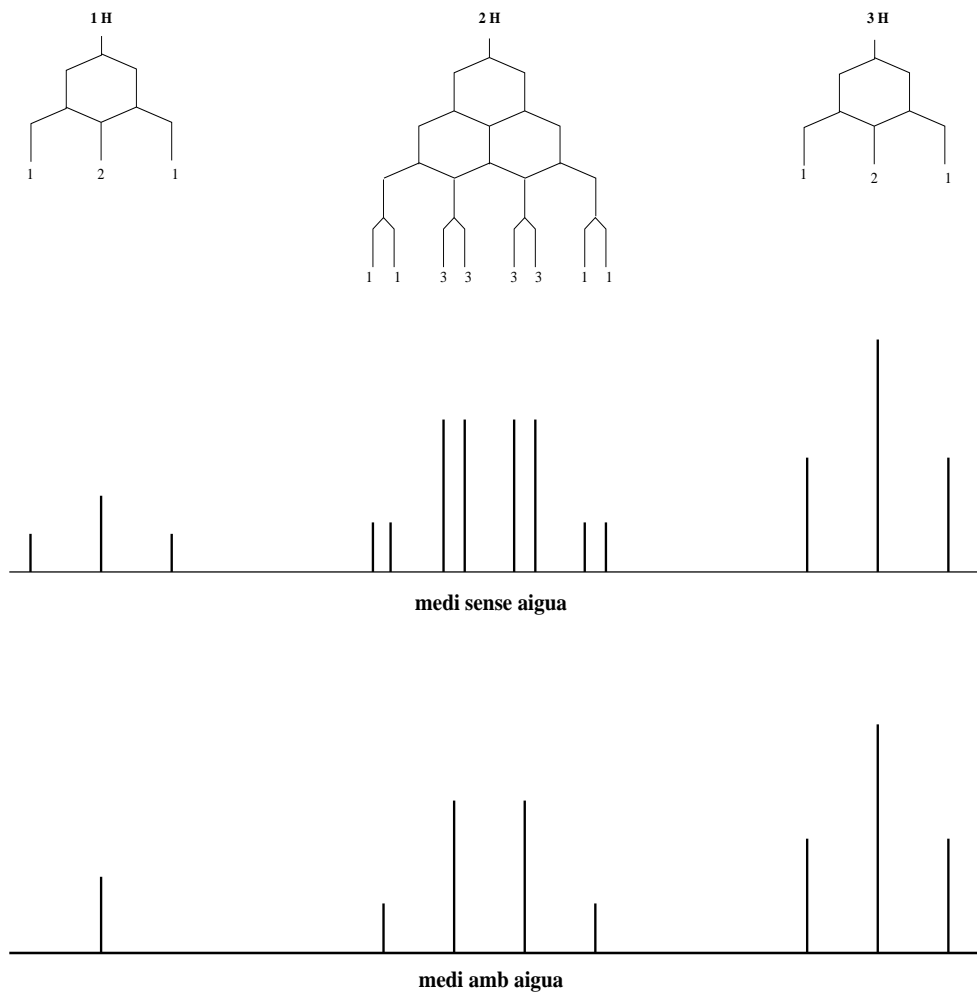 1 H 2 H 3 H
1 2 1 1 2 1
1 1 3 3 3 3 1 1
medi sense aigua
medi amb aigua